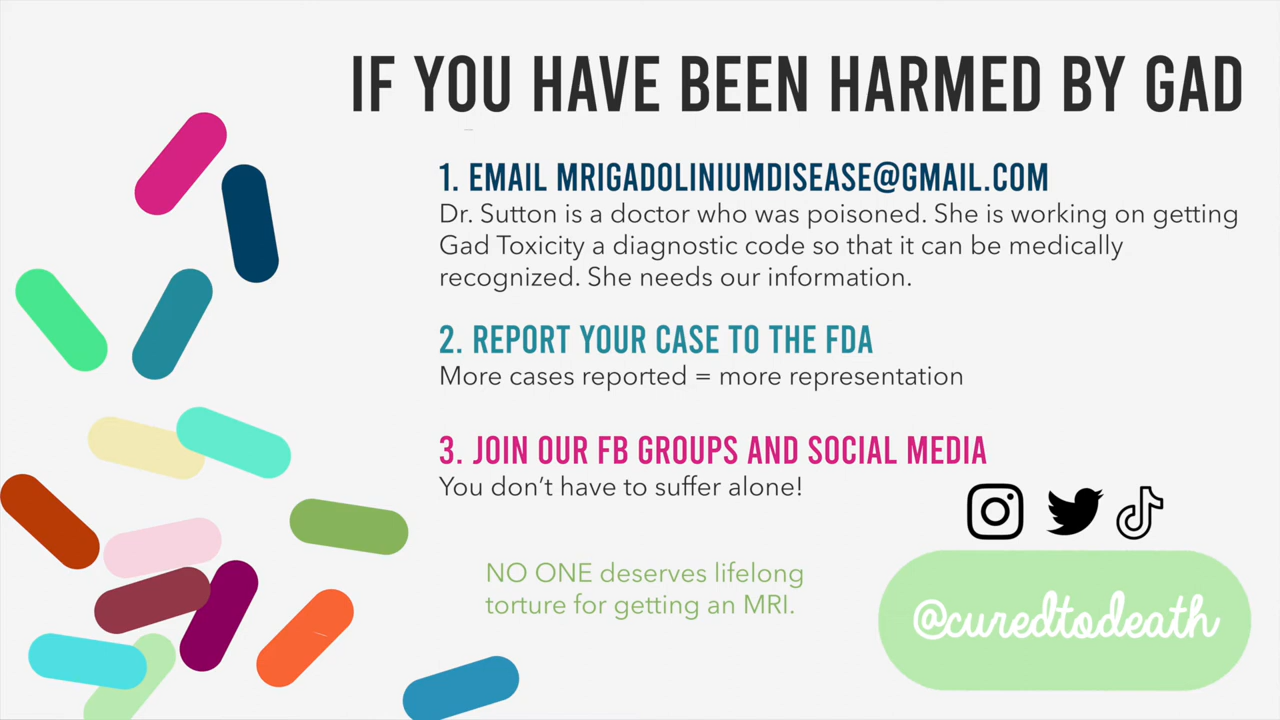 IF YOU HAVE BEEN HARMED BY GAD
1. EMAIL MRIGADOLINIUMDISEASE@GMAIL.COM
Dr. Sutton is a doctor who was poisoned. She is working on getting
Gad Toxicity a diagnostic code so that it can be medically
recognized. She needs our information.
2. REPORT YOUR CASE TO THE FDA
More cases reported = more representation
3. JOIN OUR FB GROUPS AND SOCIAL MEDIA
You don't have to suffer alone!
NO ONE deserves lifelong
torture for getting an MRI.
@curedtodeath